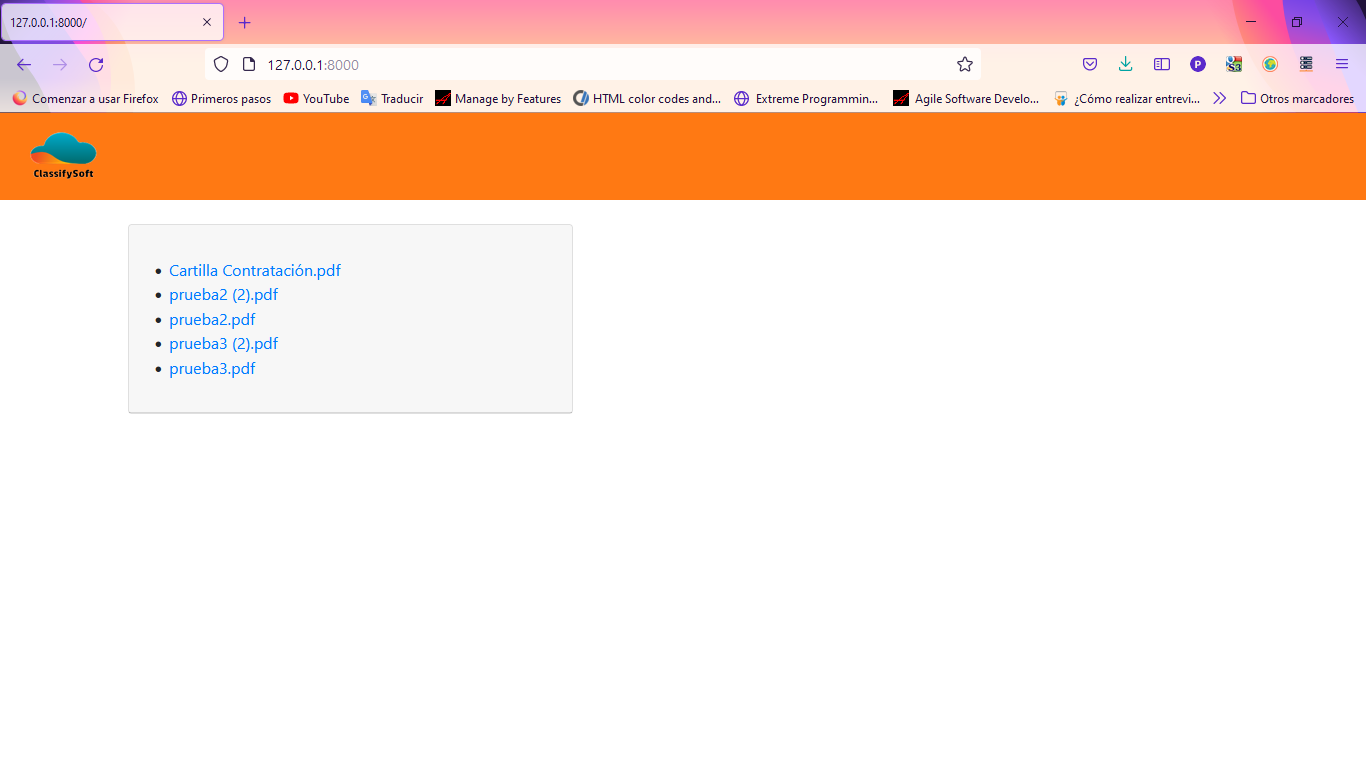 127.0.0.1:8000/
127.0.0.1:8000
P
S3
Comenzar a usar Firefox Primeros pasos YouTube Traducir Manage by Features HTML color codes and... Extreme Programmin... Agile Software Develo... ¿Cómo realizar entrevi... Otros marcadores
ClassifySoft
Cartilla Contratación.pdf
prueba2 (2).pdf
prueba2.pdf
prueba3 (2).pdf
prueba3.pdf